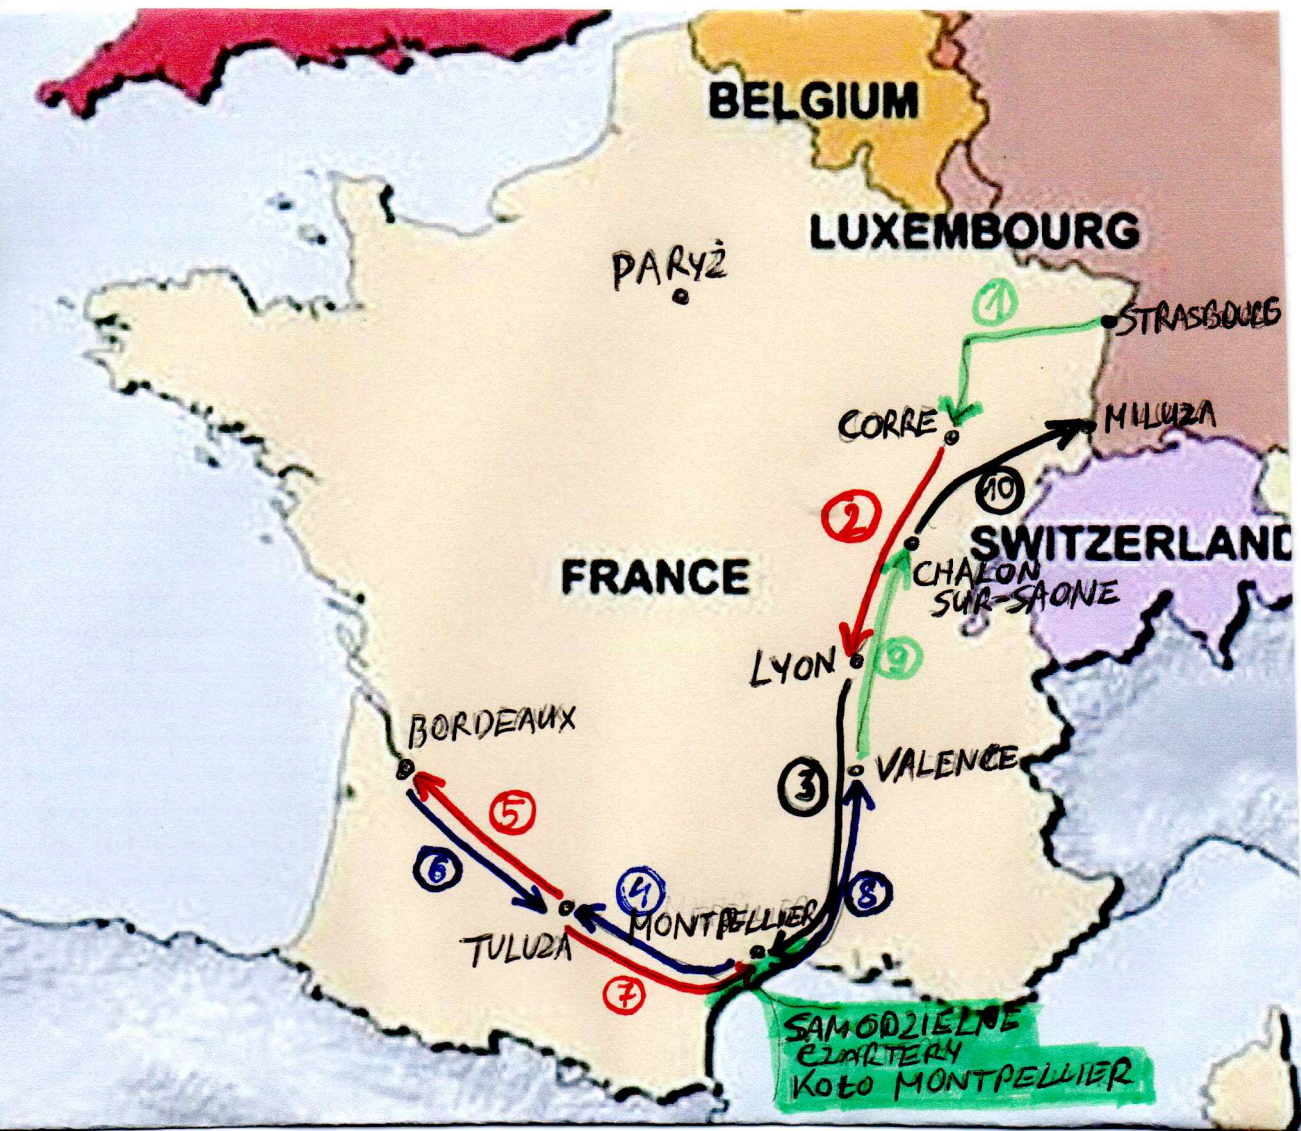 BELGIUM
LUXEMBOURG
PARYŻ
1
STRASBOURG
CORRE
MILUZA
2
10
SWITZERLAND
FRANCE
CHALON
SUR-SAONE
LYON
9
BORDEAUX
VALENCE
3
5
6
4
8
MONTPELLIER
TULUZA
7
SAMODZIELNE
CZARTERY
KOŁO MONTPELLIER